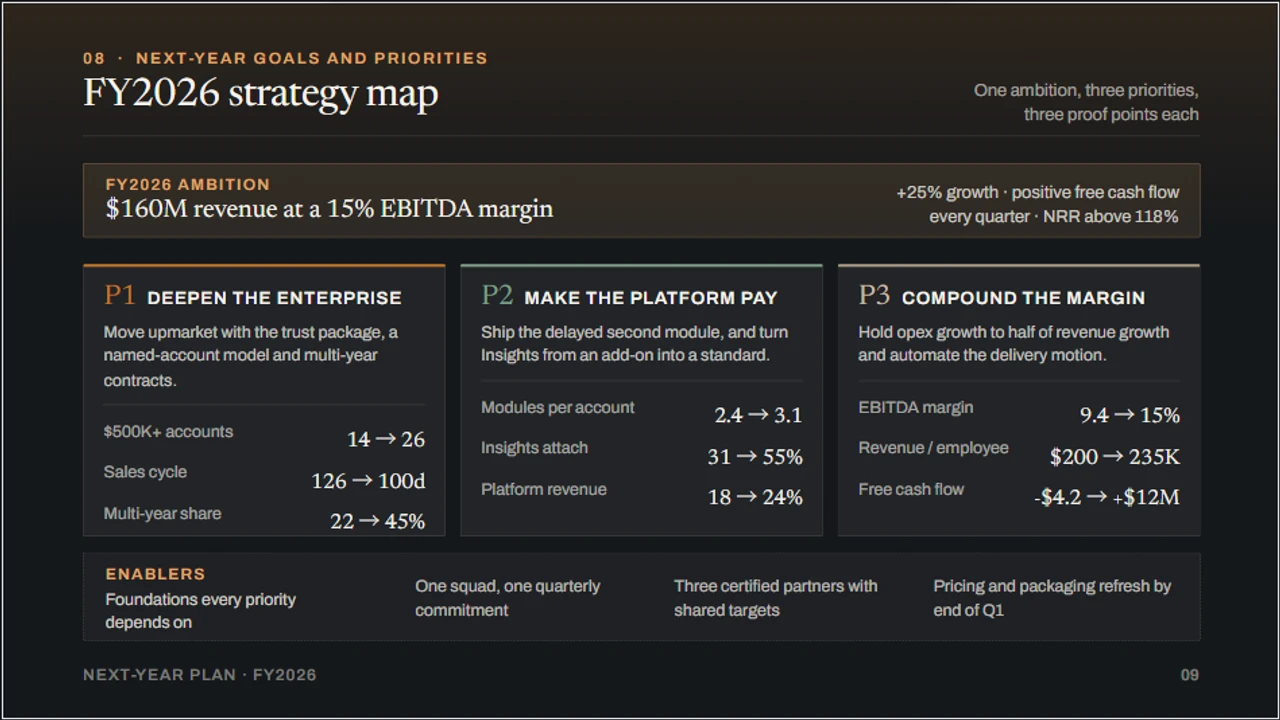 08 · NEXT-YEAR GOALS AND PRIORITIES
FY2026 strategy map
One ambition, three priorities,
three proof points each
FY2026 AMBITION
$160M revenue at a 15% EBITDA margin
+25% growth · positive free cash flow
every quarter · NRR above 118%
P1 DEEPEN THE ENTERPRISE
Move upmarket with the trust package, a
named-account model and multi-year
contracts.
$500K+ accounts 14 → 26
Sales cycle 126 → 100d
Multi-year share 22 → 45%
P2 MAKE THE PLATFORM PAY
Ship the delayed second module, and turn
Insights from an add-on into a standard.
Modules per account 2.4 → 3.1
Insights attach 31 → 55%
Platform revenue 18 → 24%
P3 COMPOUND THE MARGIN
Hold opex growth to half of revenue growth
and automate the delivery motion.
EBITDA margin 9.4 → 15%
Revenue / employee $200 → 235K
Free cash flow -$4.2 → +$12M
ENABLERS
Foundations every priority
depends on
One squad, one quarterly
commitment
Three certified partners with
shared targets
Pricing and packaging refresh by
end of Q1
NEXT-YEAR PLAN · FY2026
09